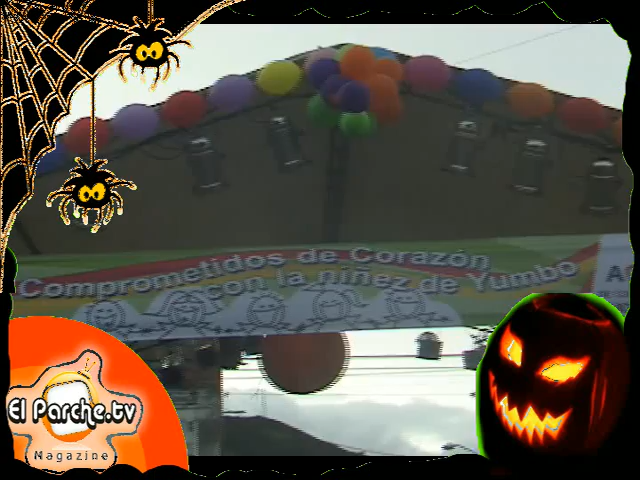 Comprometidos de Corazón
con la niñez de Yumbo
El Parche.tv
Magazine